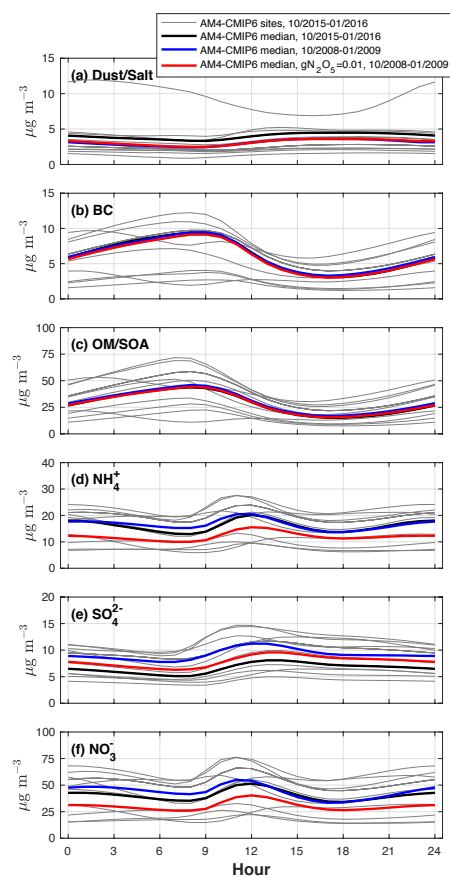 AM4-CMIP6 sites, 10/2015-01/2016
AM4-CMIP6 median, 10/2015-01/2016
AM4-CMIP6 median, 10/2008-01/2009
AM4-CMIP6 median, gN₂O₅=0.01, 10/2008-01/2009
(a) Dust/Salt
μg m⁻³
15
10
5
0
(b) BC
μg m⁻³
15
10
5
0
(c) OM/SOA
μg m⁻³
100
75
50
25
0
(d) NH₄⁺
μg m⁻³
40
30
20
10
0
(e) SO₄²⁻
μg m⁻³
20
15
10
5
0
(f) NO₃⁻
μg m⁻³
100
75
50
25
0
0 3 6 9 12 15 18 21 24
Hour